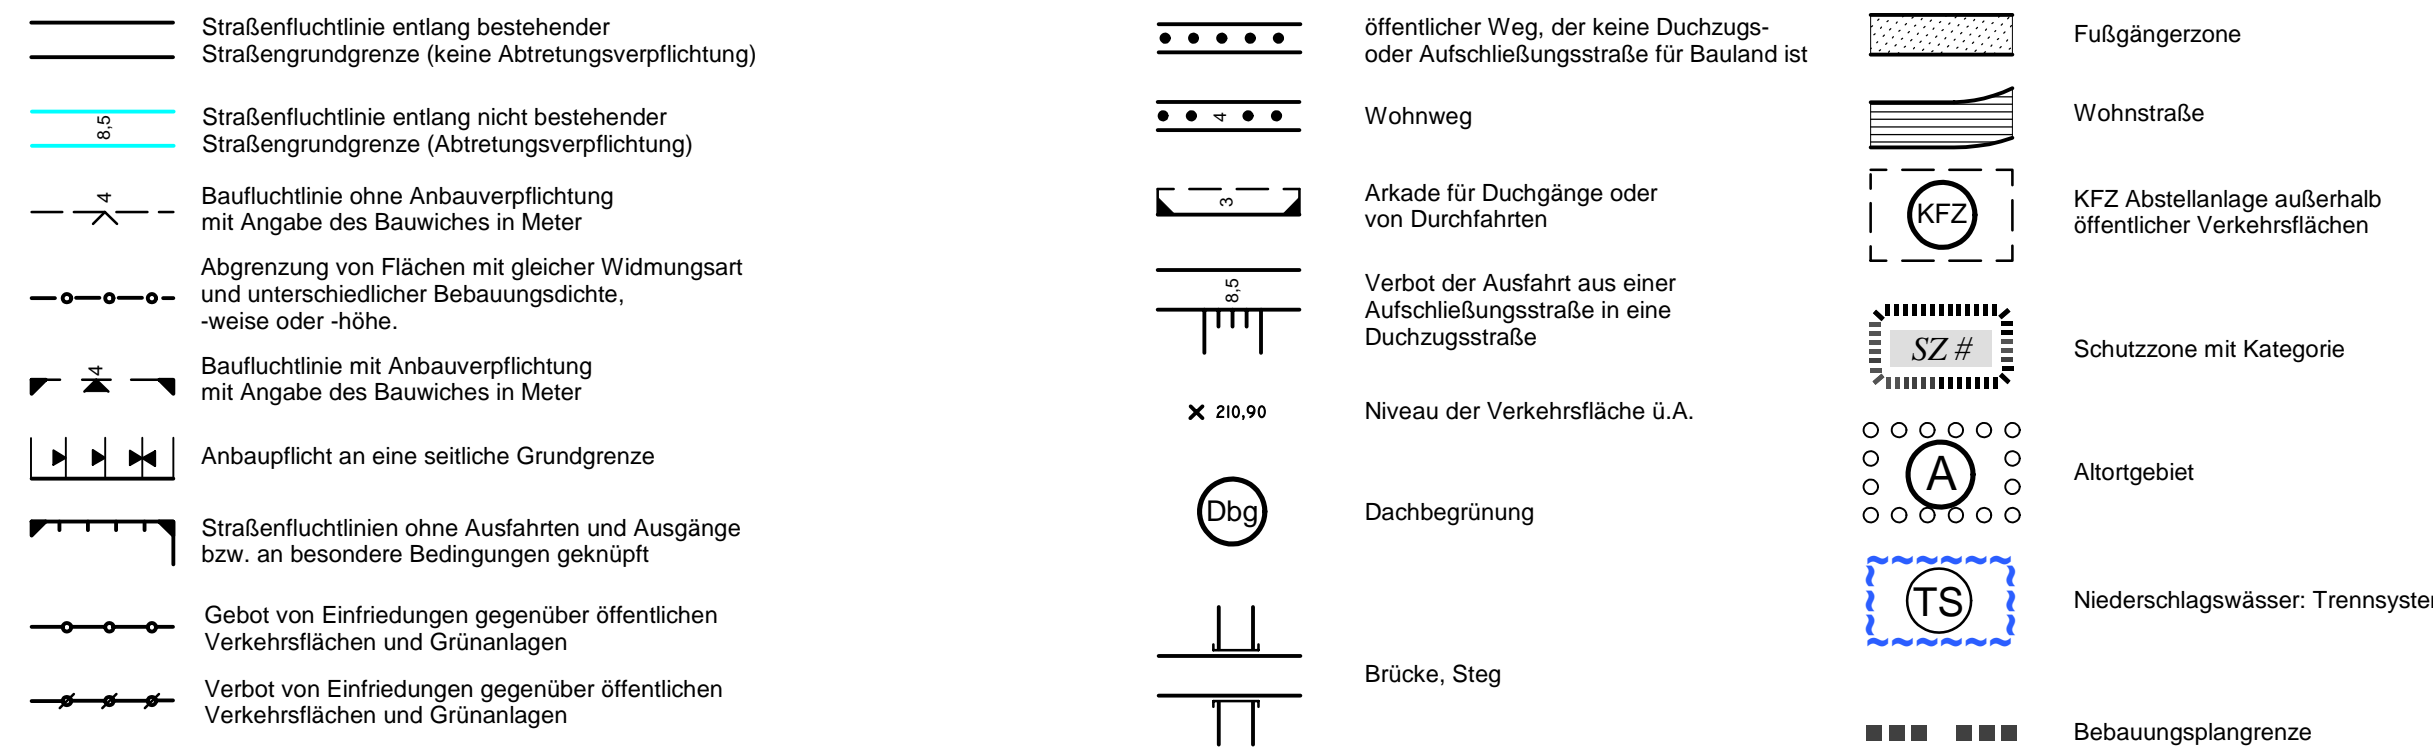 Straßenfluchtlinie entlang bestehender
Straßengrundgrenze (keine Abtretungsverpflichtung)
8,5
Straßenfluchtlinie entlang nicht bestehender
Straßengrundgrenze (Abtretungsverpflichtung)
4
Baufluchtlinie ohne Anbauverpflichtung
mit Angabe des Bauwiches in Meter
Abgrenzung von Flächen mit gleicher Widmungsart
und unterschiedlicher Bebauungsdichte,
-weise oder -höhe.
4
Baufluchtlinie mit Anbauverpflichtung
mit Angabe des Bauwiches in Meter
Anbaupflicht an eine seitliche Grundgrenze
Straßenfluchtlinien ohne Ausfahrten und Ausgänge
bzw. an besondere Bedingungen geknüpft
Gebot von Einfriedungen gegenüber öffentlichen
Verkehrsflächen und Grünanlagen
Verbot von Einfriedungen gegenüber öffentlichen
Verkehrsflächen und Grünanlagen
öffentlicher Weg, der keine Duchzugs-
oder Aufschließungsstraße für Bauland ist
4
Wohnweg
3
Arkade für Duchgänge oder
von Durchfahrten
8,5
Verbot der Ausfahrt aus einer
Aufschließungsstraße in eine
Duchzugsstraße
210,90
Niveau der Verkehrsfläche ü.A.
Dbg
Dachbegrünung
Brücke, Steg
Fußgängerzone
Wohnstraße
KFZ
KFZ Abstellanlage außerhalb
öffentlicher Verkehrsflächen
SZ #
Schutzzone mit Kategorie
A
Altortgebiet
TS
Niederschlagswässer: Trennsyster
Bebauungsplangrenze